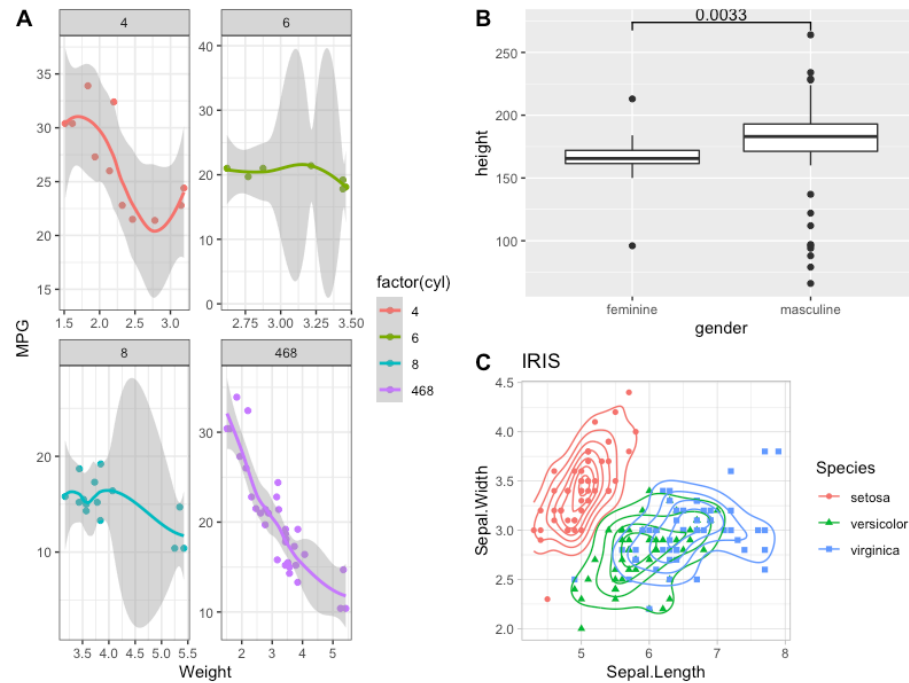 A
4
6
35
30
25
20
15
40
30
20
10
0
1.5 2.0 2.5 3.0
2.75 3.00 3.25 3.50
MPG
8
468
20
10
30
20
10
3.5 4.0 4.5 5.0 5.5
2 3 4 5
Weight
factor(cyl)
4
6
8
468
B
0.0033
250
200
150
100
height
feminine masculine
gender
C IRIS
4.5
4.0
3.5
3.0
2.5
2.0
Sepal.Width
5 6 7 8
Sepal.Length
Species
setosa
versicolor
virginica